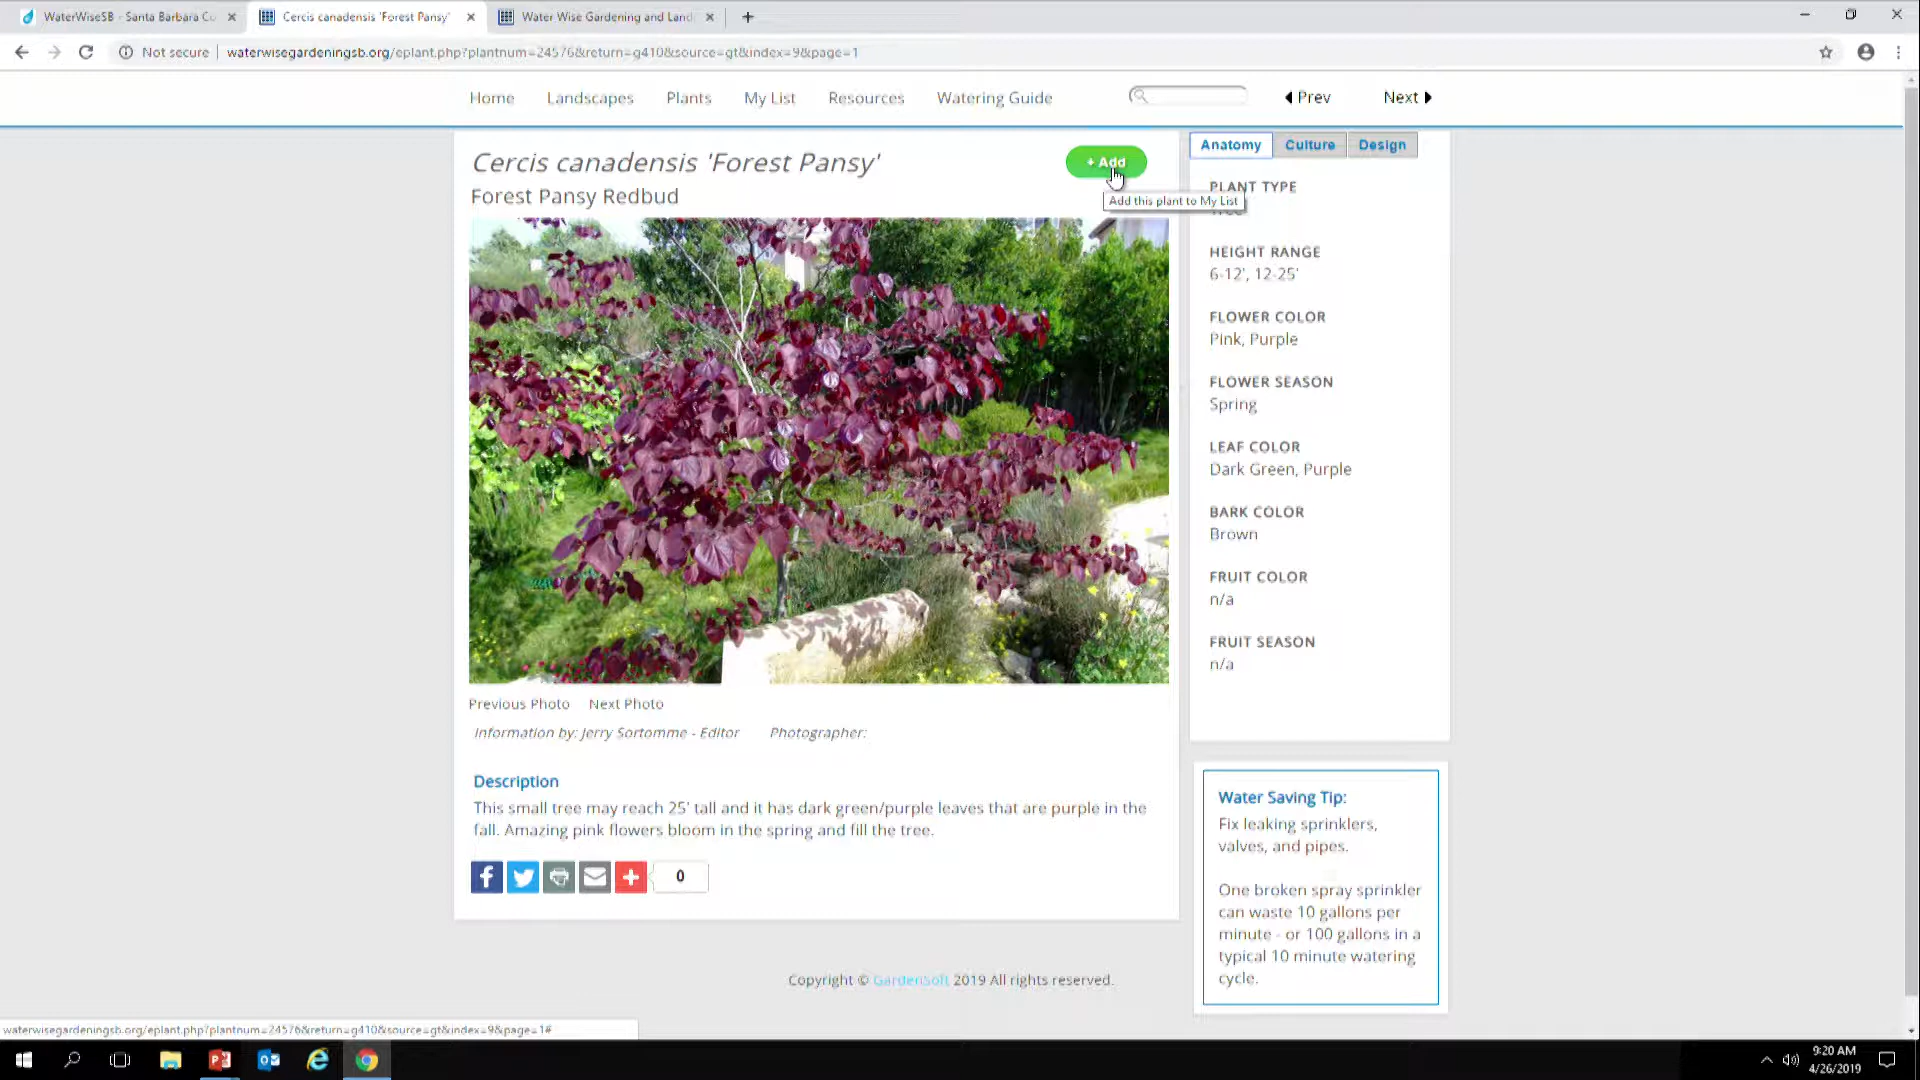 WaterWiseSB - Santa Barbara Co
Cercis canadensis 'Forest Pansy'
Water Wise Gardening and Land
Not secure
waterwisegardeningsb.org/eplant.php?plantnum=24576&return=g410&source=gt&index=9&page=1
Home
Landscapes
Plants
My List
Resources
Watering Guide
Prev
Next
Cercis canadensis 'Forest Pansy'
+ Add
Forest Pansy Redbud
Add this plant to My List
Anatomy
Culture
Design
PLANT TYPE
HEIGHT RANGE
6-12', 12-25'
FLOWER COLOR
Pink, Purple
FLOWER SEASON
Spring
LEAF COLOR
Dark Green, Purple
BARK COLOR
Brown
FRUIT COLOR
n/a
FRUIT SEASON
n/a
Previous Photo
Next Photo
Information by: Jerry Sortomme - Editor
Photographer:
Description
This small tree may reach 25' tall and it has dark green/purple leaves that are purple in the
fall. Amazing pink flowers bloom in the spring and fill the tree.
0
Water Saving Tip:
Fix leaking sprinklers,
valves, and pipes.
One broken spray sprinkler
can waste 10 gallons per
minute - or 100 gallons in a
typical 10 minute watering
cycle.
Copyright © GardenSoft 2019 All rights reserved.
waterwisegardeningsb.org/eplant.php?plantnum=24576&return=g410&source=gt&index=9&page=1#
9:20 AM
4/26/2019